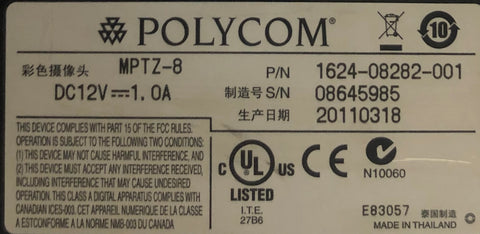 POLYCOM®
10
彩色摄像头 MPTZ-8
DC12V⎓1.0A
P/N 1624-08282-001
制造号 S/N 08645985
生产日期 20110318
THIS DEVICE COMPLIES WITH PART 15 OF THE FCC RULES.
OPERATION IS SUBJECT TO THE FOLLOWING TWO CONDITIONS:
(1) THIS DEVICE MAY NOT CAUSE HARMFUL INTERFERENCE, AND
(2) THIS DEVICE MUST ACCEPT ANY INTERFERENCE RECEIVED,
INCLUDING INTERFERENCE THAT MAY CAUSE UNDESIRED
OPERATION. THIS CLASS A DIGITAL APPARATUS COMPLIES WITH
CANADIAN ICES-003. CET APPAREIL NUMERIQUE DE LA CLASSE
A ESTCONFORME A LA NORME NMB-003 DU CANADA
C UL US
®
LISTED
I.T.E.
27B6
CE
N10060
E83057 泰国制造
MADE IN THAILAND